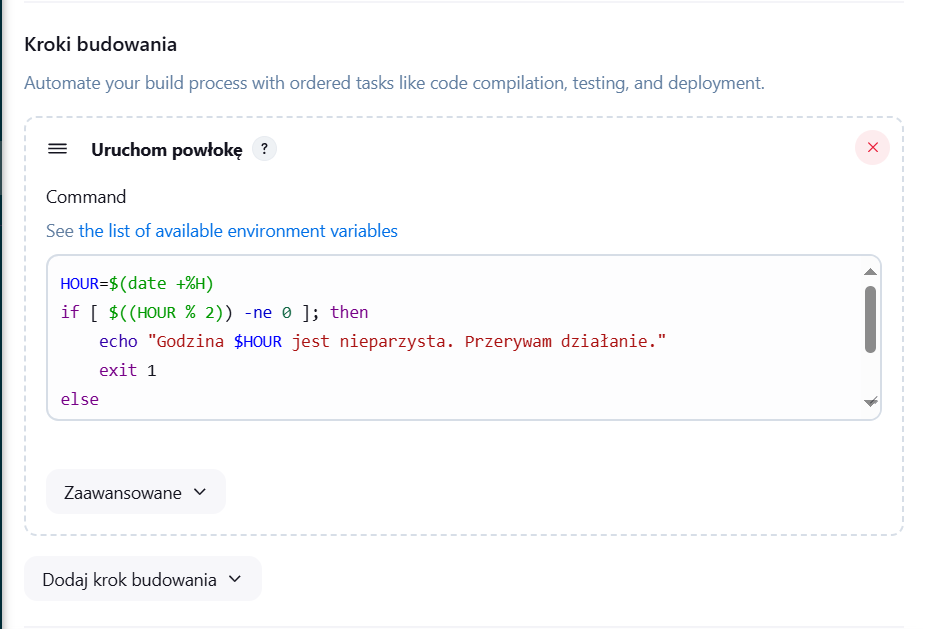 Kroki budowania
Automate your build process with ordered tasks like code compilation, testing, and deployment.
Uruchom powłokę ?
Command
See the list of available environment variables
HOUR=$(date +%H)
if [ $((HOUR % 2)) -ne 0 ]; then
    echo "Godzina $HOUR jest nieparzysta. Przerywam działanie."
    exit 1
else
Zaawansowane
Dodaj krok budowania